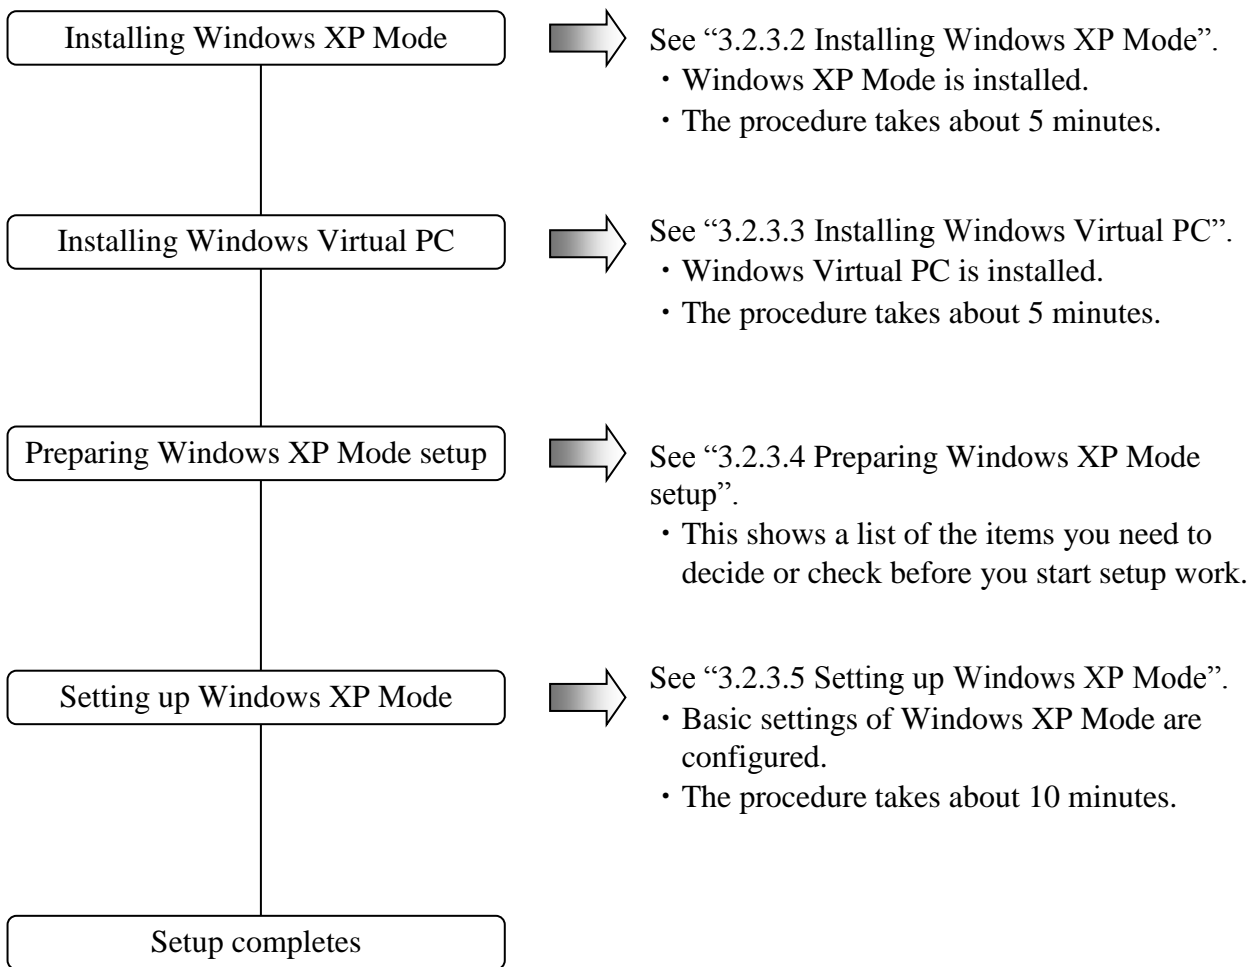 Installing Windows XP Mode
See “3.2.3.2 Installing Windows XP Mode”.
・Windows XP Mode is installed.
・The procedure takes about 5 minutes.
Installing Windows Virtual PC
See “3.2.3.3 Installing Windows Virtual PC”.
・Windows Virtual PC is installed.
・The procedure takes about 5 minutes.
Preparing Windows XP Mode setup
See “3.2.3.4 Preparing Windows XP Mode
setup”.
・This shows a list of the items you need to
decide or check before you start setup work.
Setting up Windows XP Mode
See “3.2.3.5 Setting up Windows XP Mode”.
・Basic settings of Windows XP Mode are
configured.
・The procedure takes about 10 minutes.
Setup completes